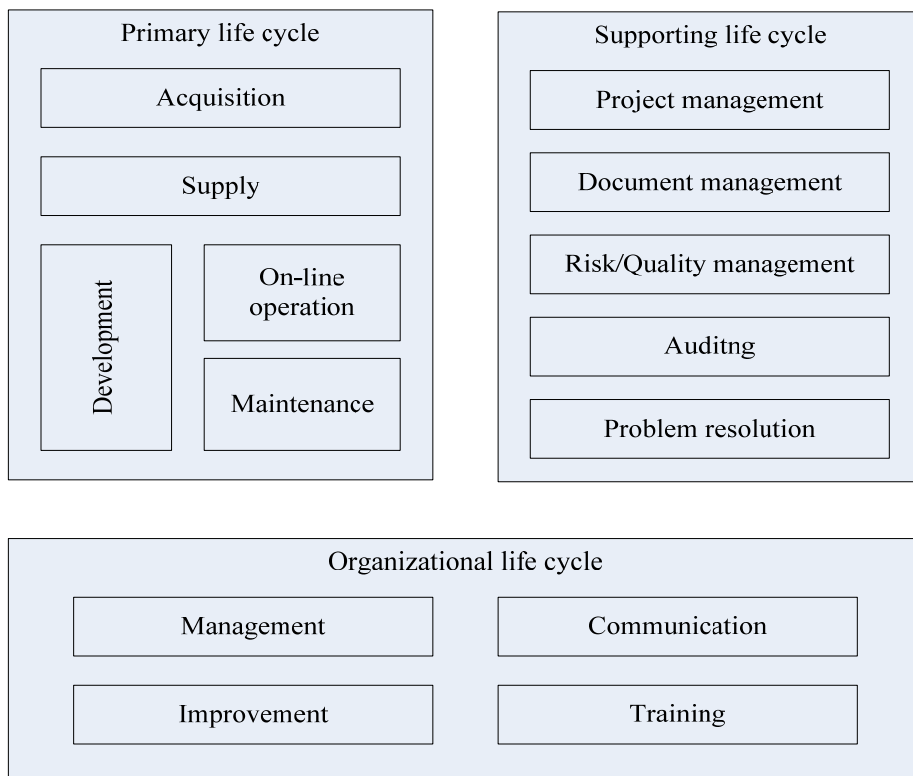 Primary life cycle
Acquisition
Supply
Development
On-line
operation
Maintenance
Supporting life cycle
Project management
Document management
Risk/Quality management
Auditng
Problem resolution
Organizational life cycle
Management
Communication
Improvement
Training